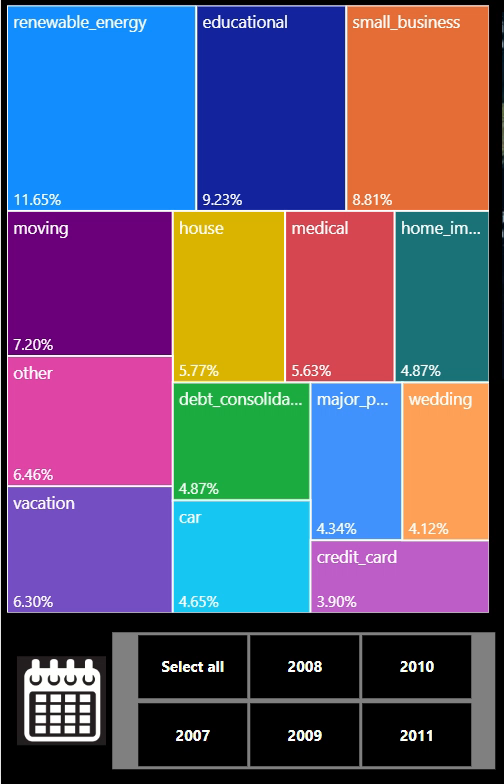 renewable_energy
11.65%
educational
9.23%
small_business
8.81%
moving
7.20%
other
6.46%
vacation
6.30%
house
5.77%
medical
5.63%
home_im...
4.87%
debt_consolida...
4.87%
car
4.65%
major_p...
4.34%
wedding
4.12%
credit_card
3.90%
Select all
2008
2010
2007
2009
2011